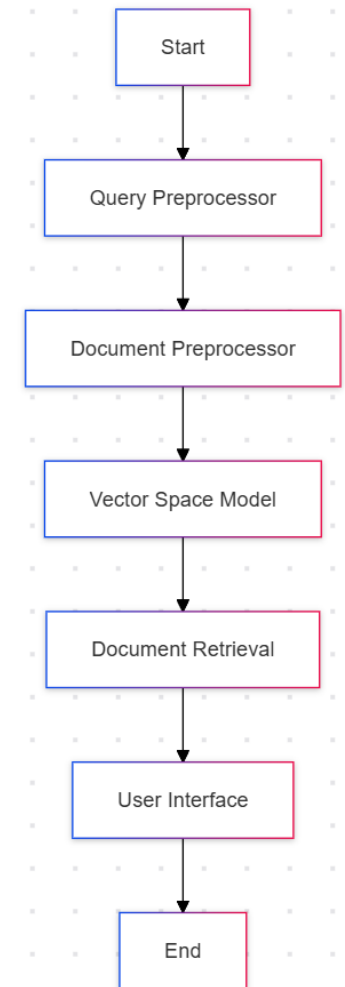 Start
Query Preprocessor
Document Preprocessor
Vector Space Model
Document Retrieval
User Interface
End